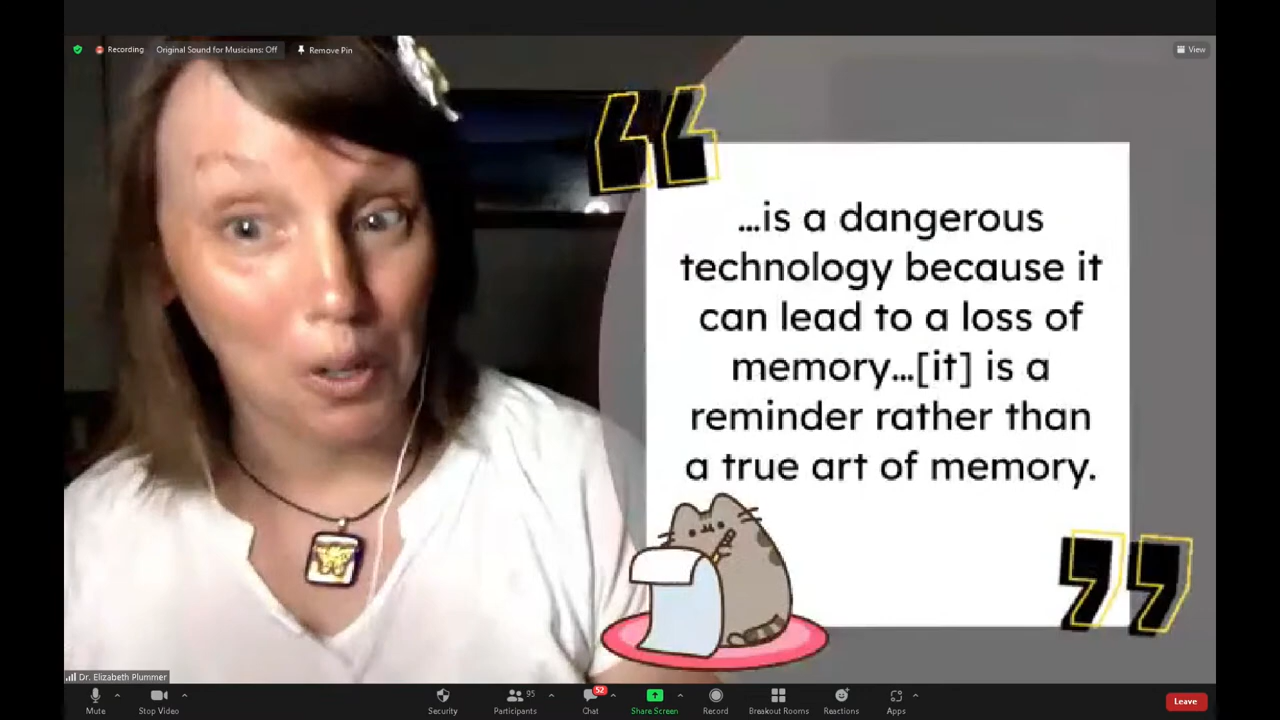 Recording
Original Sound for Musicians: Off
Remove Pin
View
“
…is a dangerous
technology because it
can lead to a loss of
memory…[it] is a
reminder rather than
a true art of memory.
”
Dr. Elizabeth Plummer
Mute
Stop Video
Security
Participants
95
Chat
52
Share Screen
Record
Breakout Rooms
Reactions
Apps
Leave